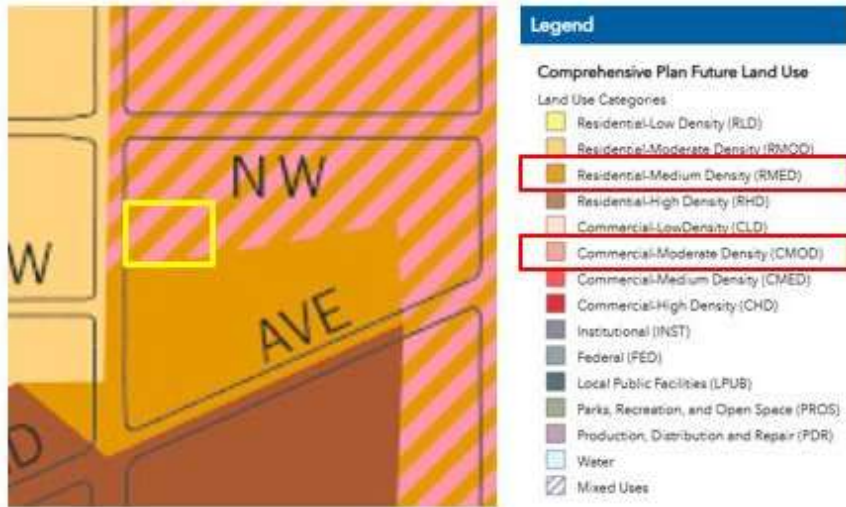 NW
W
AVE
D
Legend
Comprehensive Plan Future Land Use
Land Use Categories
Residential-Low Density (RLD)
Residential-Moderate Density (RMOD)
Residential-Medium Density (RMED)
Residential-High Density (RHD)
Commercial-LowDensity (CLD)
Commercial-Moderate Density (CMOD)
Commercial-Medium Density (CMED)
Commercial-High Density (CHD)
Institutional (INST)
Federal (FED)
Local Public Facilities (LPUB)
Parks, Recreation, and Open Space (PROS)
Production, Distribution and Repair (PDR)
Water
Mixed Uses